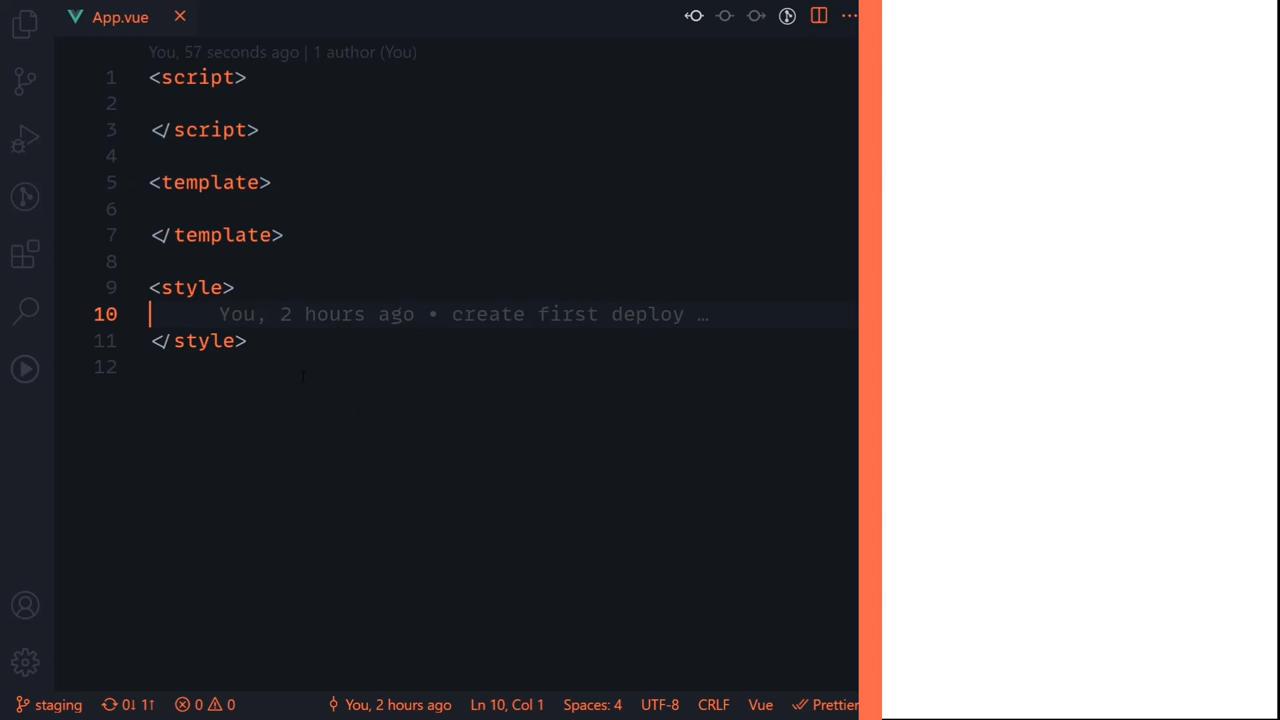 App.vue
You, 57 seconds ago | 1 author (You)
1 <script>
2
3 </script>
4
5 <template>
6
7 </template>
8
9 <style>
10 You, 2 hours ago • create first deploy …
11 </style>
12
staging 0↓ 1↑ 0 0 You, 2 hours ago Ln 10, Col 1 Spaces: 4 UTF-8 CRLF Vue Prettier